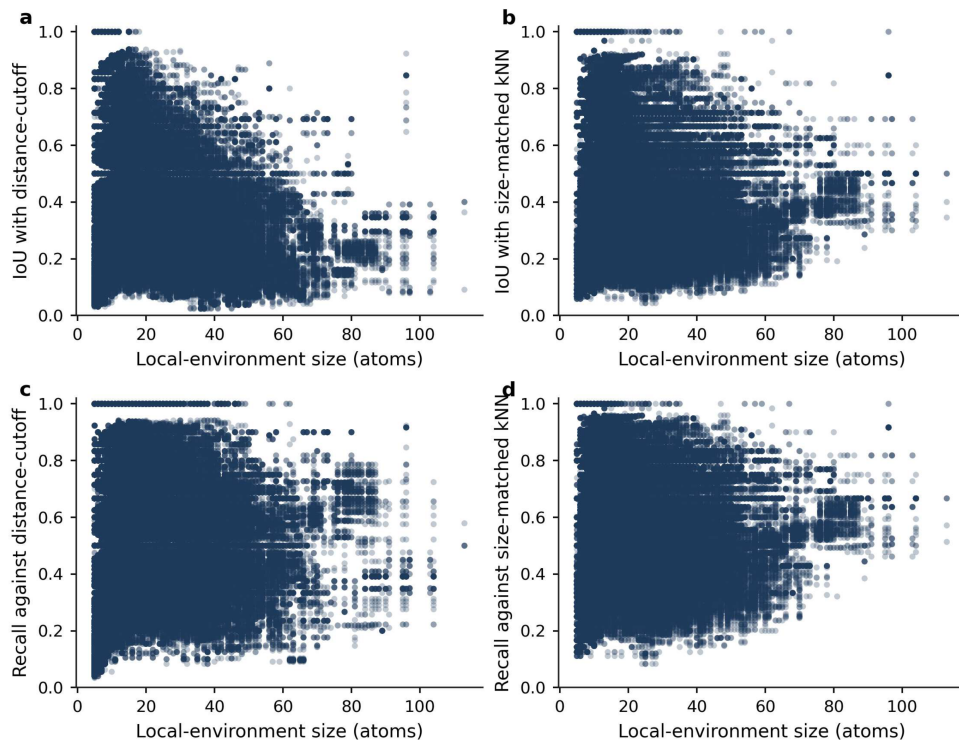 a
1.0
0.8
0.6
0.4
0.2
0.0
IoU with distance-cutoff
0 20 40 60 80 100
Local-environment size (atoms)
b
1.0
0.8
0.6
0.4
0.2
0.0
IoU with size-matched kNN
0 20 40 60 80 100
Local-environment size (atoms)
c
1.0
0.8
0.6
0.4
0.2
0.0
Recall against distance-cutoff
0 20 40 60 80 100
Local-environment size (atoms)
d
1.0
0.8
0.6
0.4
0.2
0.0
Recall against size-matched kNN
0 20 40 60 80 100
Local-environment size (atoms)